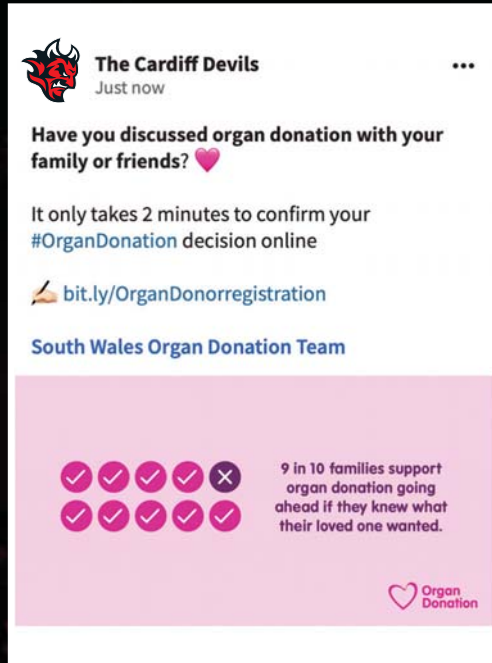 The Cardiff Devils
Just now
Have you discussed organ donation with your
family or friends?
It only takes 2 minutes to confirm your
#OrganDonation decision online
bit.ly/OrganDonorregistration
South Wales Organ Donation Team
9 in 10 families support
organ donation going
ahead if they knew what
their loved one wanted.
Organ
Donation